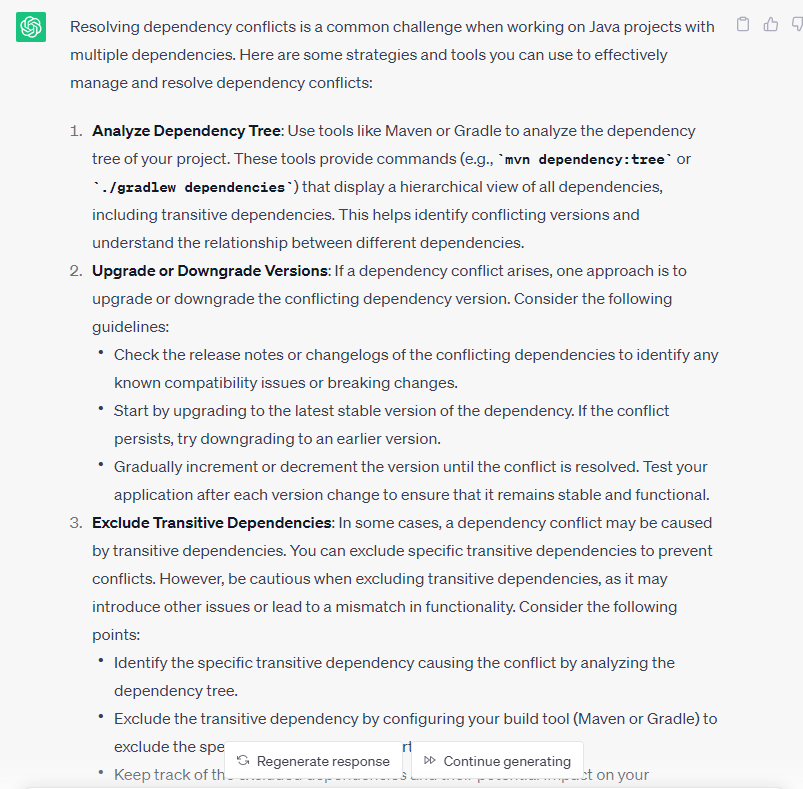 Resolving dependency conflicts is a common challenge when working on Java projects with
multiple dependencies. Here are some strategies and tools you can use to effectively
manage and resolve dependency conflicts:
1. Analyze Dependency Tree: Use tools like Maven or Gradle to analyze the dependency
tree of your project. These tools provide commands (e.g., `mvn dependency:tree` or
`./gradlew dependencies`) that display a hierarchical view of all dependencies,
including transitive dependencies. This helps identify conflicting versions and
understand the relationship between different dependencies.
2. Upgrade or Downgrade Versions: If a dependency conflict arises, one approach is to
upgrade or downgrade the conflicting dependency version. Consider the following
guidelines:
• Check the release notes or changelogs of the conflicting dependencies to identify any
known compatibility issues or breaking changes.
• Start by upgrading to the latest stable version of the dependency. If the conflict
persists, try downgrading to an earlier version.
• Gradually increment or decrement the version until the conflict is resolved. Test your
application after each version change to ensure that it remains stable and functional.
3. Exclude Transitive Dependencies: In some cases, a dependency conflict may be caused
by transitive dependencies. You can exclude specific transitive dependencies to prevent
conflicts. However, be cautious when excluding transitive dependencies, as it may
introduce other issues or lead to a mismatch in functionality. Consider the following
points:
• Identify the specific transitive dependency causing the conflict by analyzing the
dependency tree.
• Exclude the transitive dependency by configuring your build tool (Maven or Gradle) to
exclude the
Regenerate response
Continue generating
• Keep track of the excluded dependencies and their potential impact on your